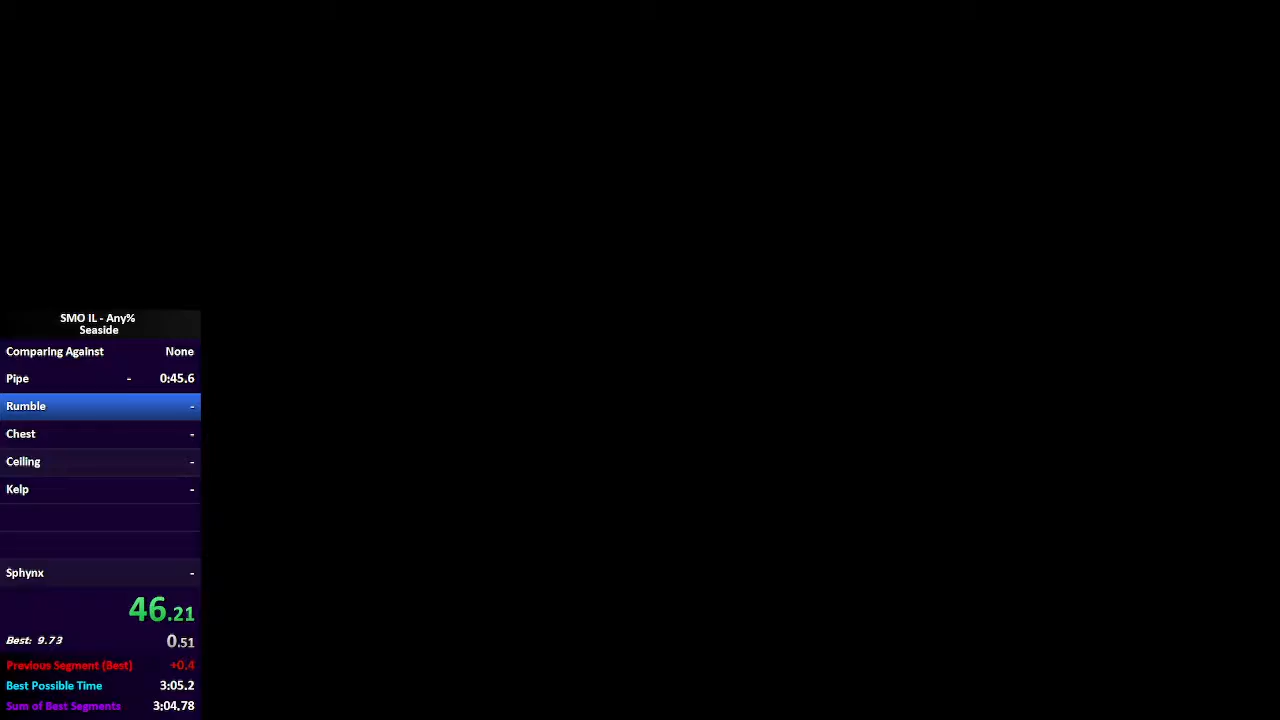 SMO IL - Any%
Seaside
Comparing Against None
Pipe - 0:45.6
Rumble -
Chest -
Ceiling -
Kelp -
Sphynx -
46.21
Best: 9.73 0.51
Previous Segment (Best) +0.4
Best Possible Time 3:05.2
Sum of Best Segments 3:04.78